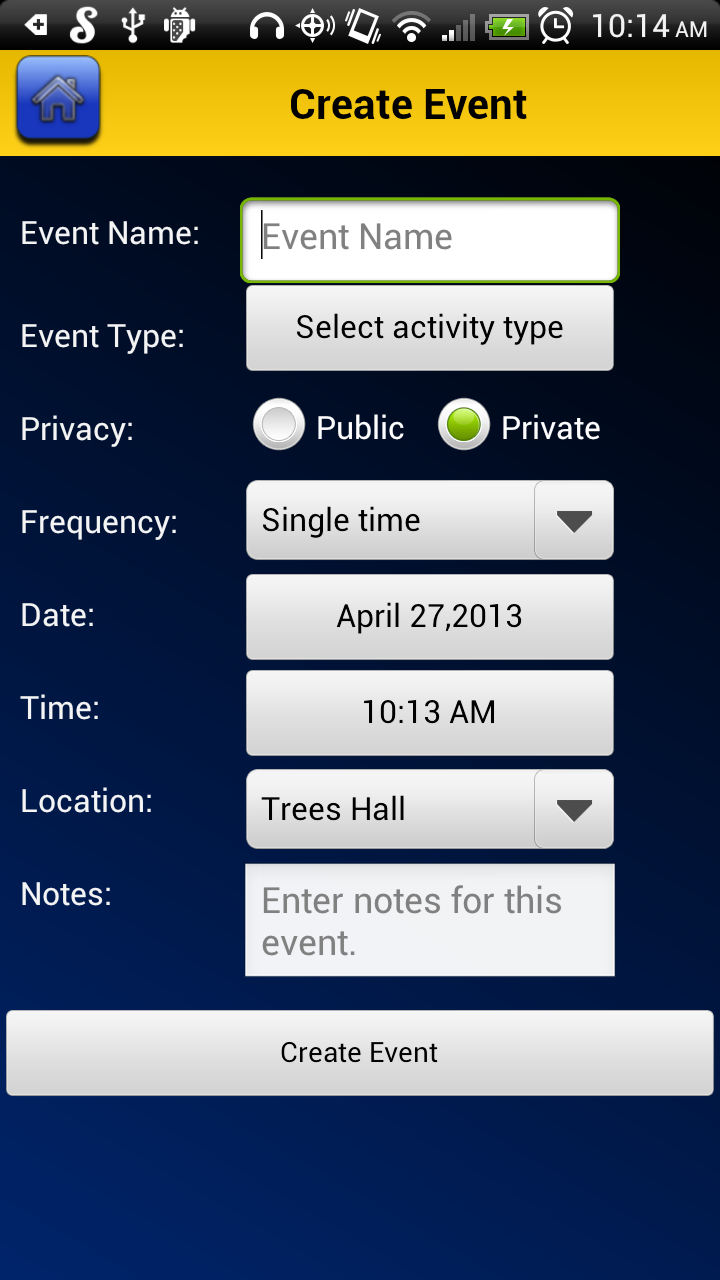 10:14 AM
Create Event
Event Name:
Event Name
Event Type:
Select activity type
Privacy:
Public
Private
Frequency:
Single time
Date:
April 27,2013
Time:
10:13 AM
Location:
Trees Hall
Notes:
Enter notes for this
event.
Create Event